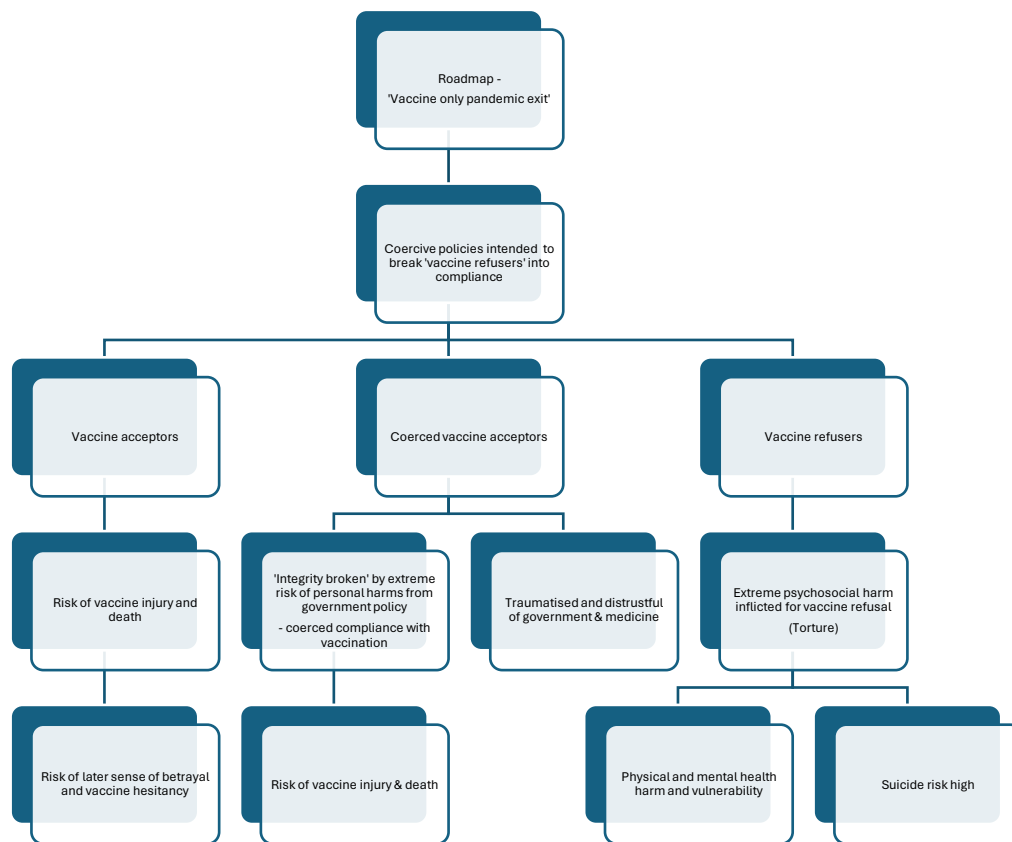 Roadmap -
'Vaccine only pandemic exit'
Coercive policies intended to
break 'vaccine refusers' into
compliance
Vaccine acceptors
Coerced vaccine acceptors
Vaccine refusers
Risk of vaccine injury and
death
'Integrity broken' by extreme
risk of personal harms from
government policy
- coerced compliance with
vaccination
Traumatised and distrustful
of government & medicine
Extreme psychosocial harm
inflicted for vaccine refusal
(Torture)
Risk of later sense of betrayal
and vaccine hesitancy
Risk of vaccine injury & death
Physical and mental health
harm and vulnerability
Suicide risk high